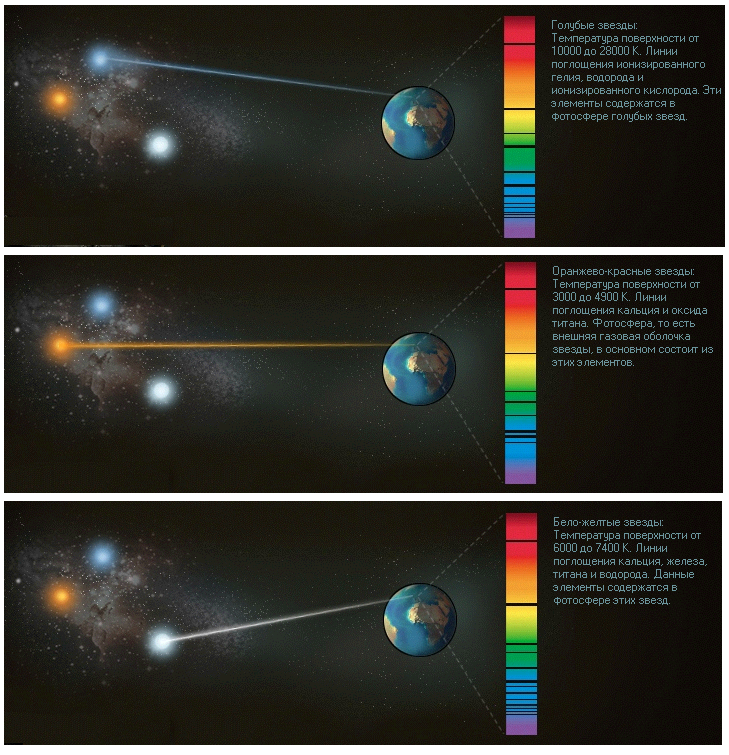 Голубые звезды:
Температура поверхности от
10000 до 28000 K. Линии
поглощения ионизированного
гелия, водорода и
ионизированного кислорода. Эти
элементы содержатся в
фотосфере голубых звезд.
Оранжево-красные звезды:
Температура поверхности от
3000 до 4900 K. Линии
поглощения кальция и оксида
титана. Фотосфера, то есть
внешняя газовая оболочка
звезды, в основном состоит из
этих элементов.
Бело-желтые звезды:
Температура поверхности от
6000 до 7400 K. Линии
поглощения кальция, железа,
титана и водорода. Данные
элементы содержатся в
фотосфере этих звезд.